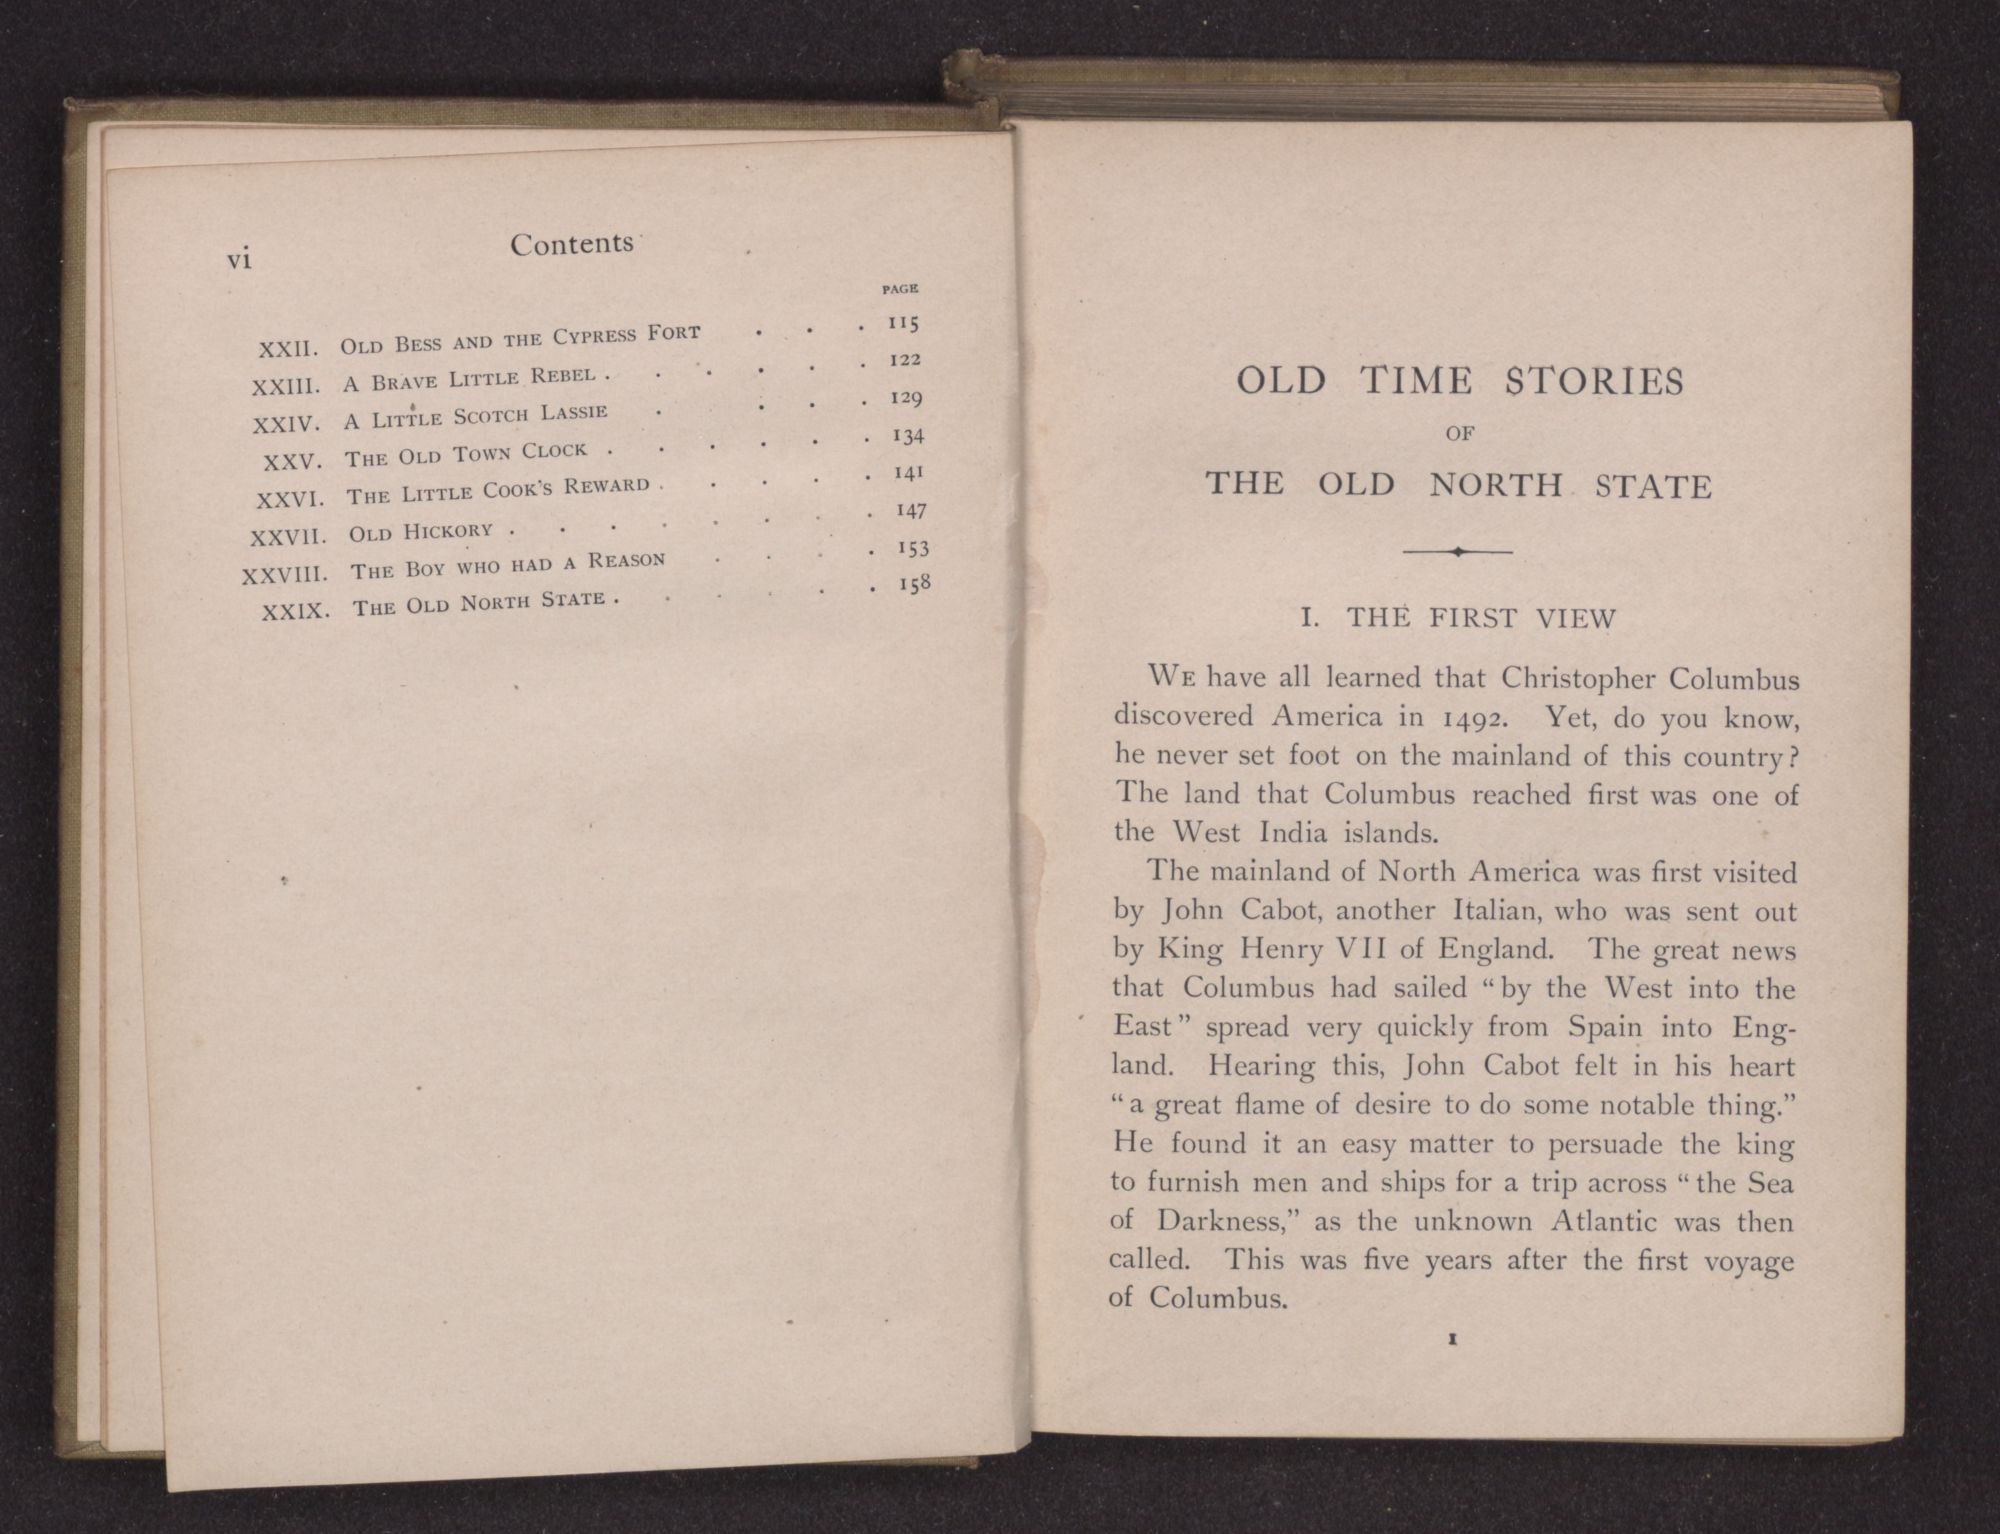 vi
Contents
PAGE
XXII. Old Bess and the Cypress Fort . . . 115
XXIII. A Brave Little Rebel . . . . . . 122
XXIV. A Little Scotch Lassie . . . . 129
XXV. The Old Town Clock . . . . . . 134
XXVI. The Little Cook's Reward . . . . . 141
XXVII. Old Hickory . . . . . . . . 147
XXVIII. The Boy who had a Reason . . . . 153
XXIX. The Old North State . . . . . . 158
OLD TIME STORIES
OF
THE OLD NORTH STATE
I. THE FIRST VIEW
We have all learned that Christopher Columbus
discovered America in 1492. Yet, do you know,
he never set foot on the mainland of this country?
The land that Columbus reached first was one of
the West India islands.
The mainland of North America was first visited
by John Cabot, another Italian, who was sent out
by King Henry VII of England. The great news
that Columbus had sailed “by the West into the
East” spread very quickly from Spain into Eng-
land. Hearing this, John Cabot felt in his heart
“a great flame of desire to do some notable thing.”
He found it an easy matter to persuade the king
to furnish men and ships for a trip across “the Sea
of Darkness,” as the unknown Atlantic was then
called. This was five years after the first voyage
of Columbus.
1